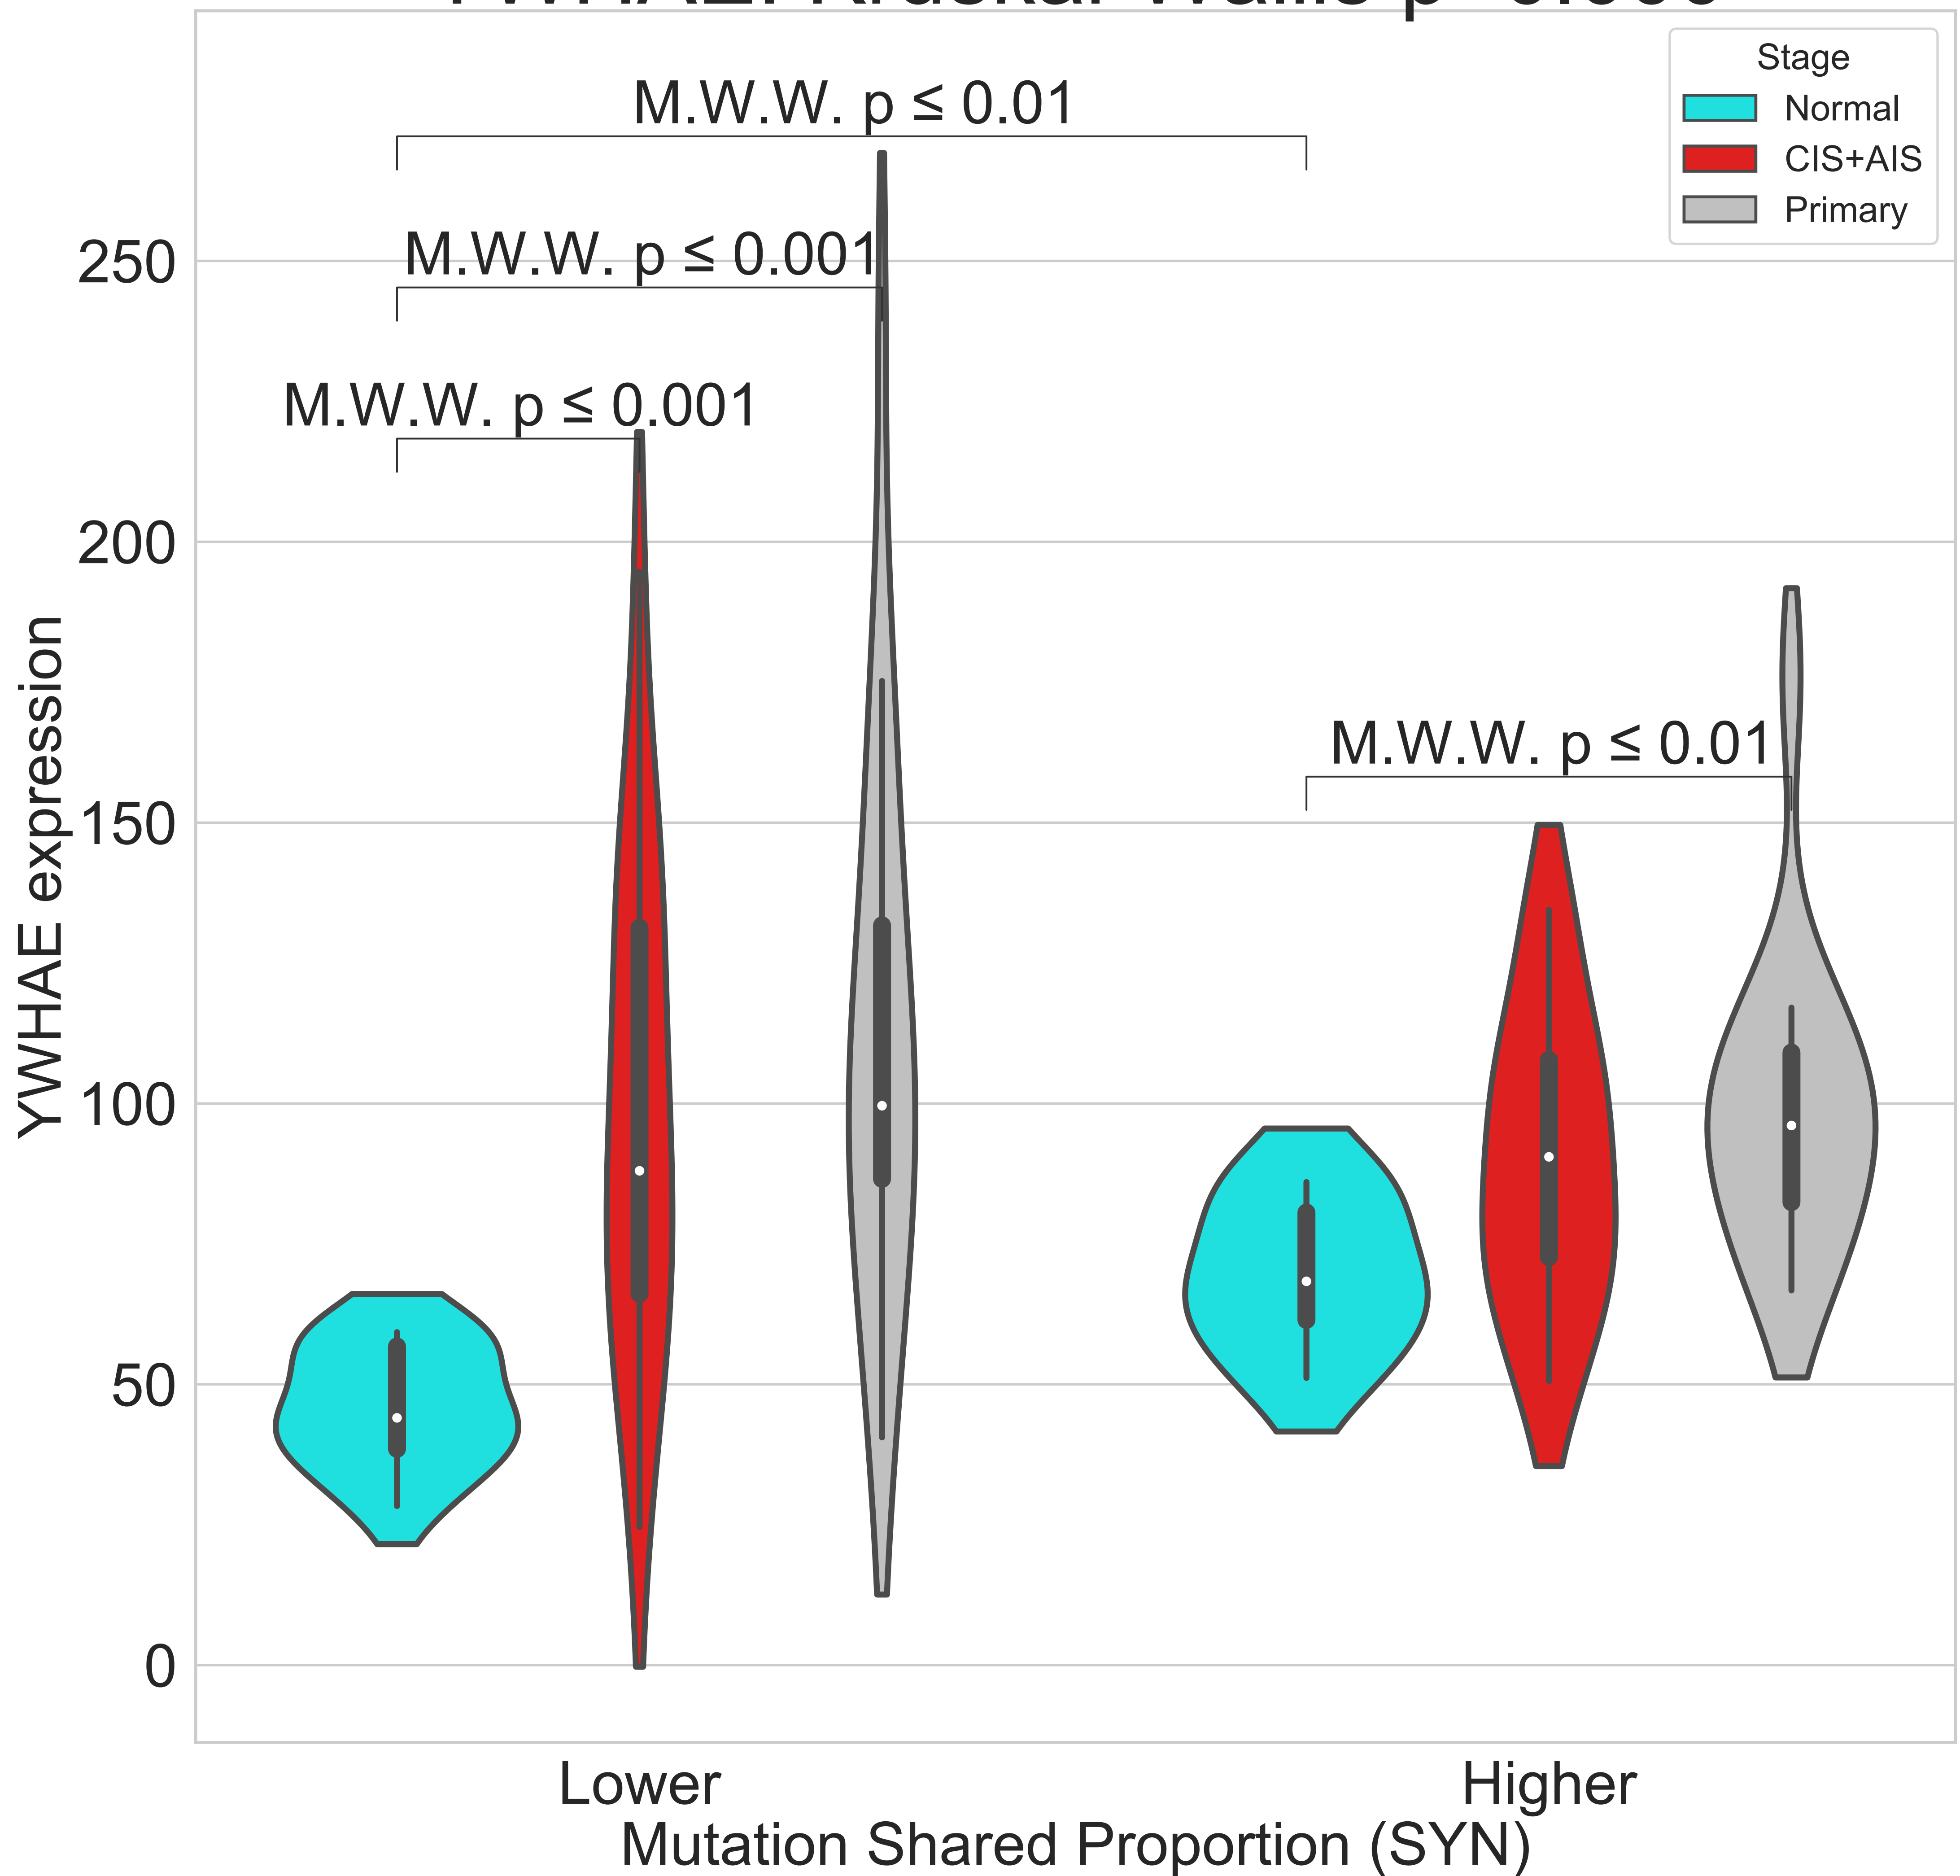 Stage
Normal
CIS+AIS
Primary
M.W.W. p ≤ 0.01
M.W.W. p ≤ 0.001
M.W.W. p ≤ 0.001
M.W.W. p ≤ 0.01
YWHAE expression
250
200
150
100
50
0
Lower
Higher
Mutation Shared Proportion (SYN)